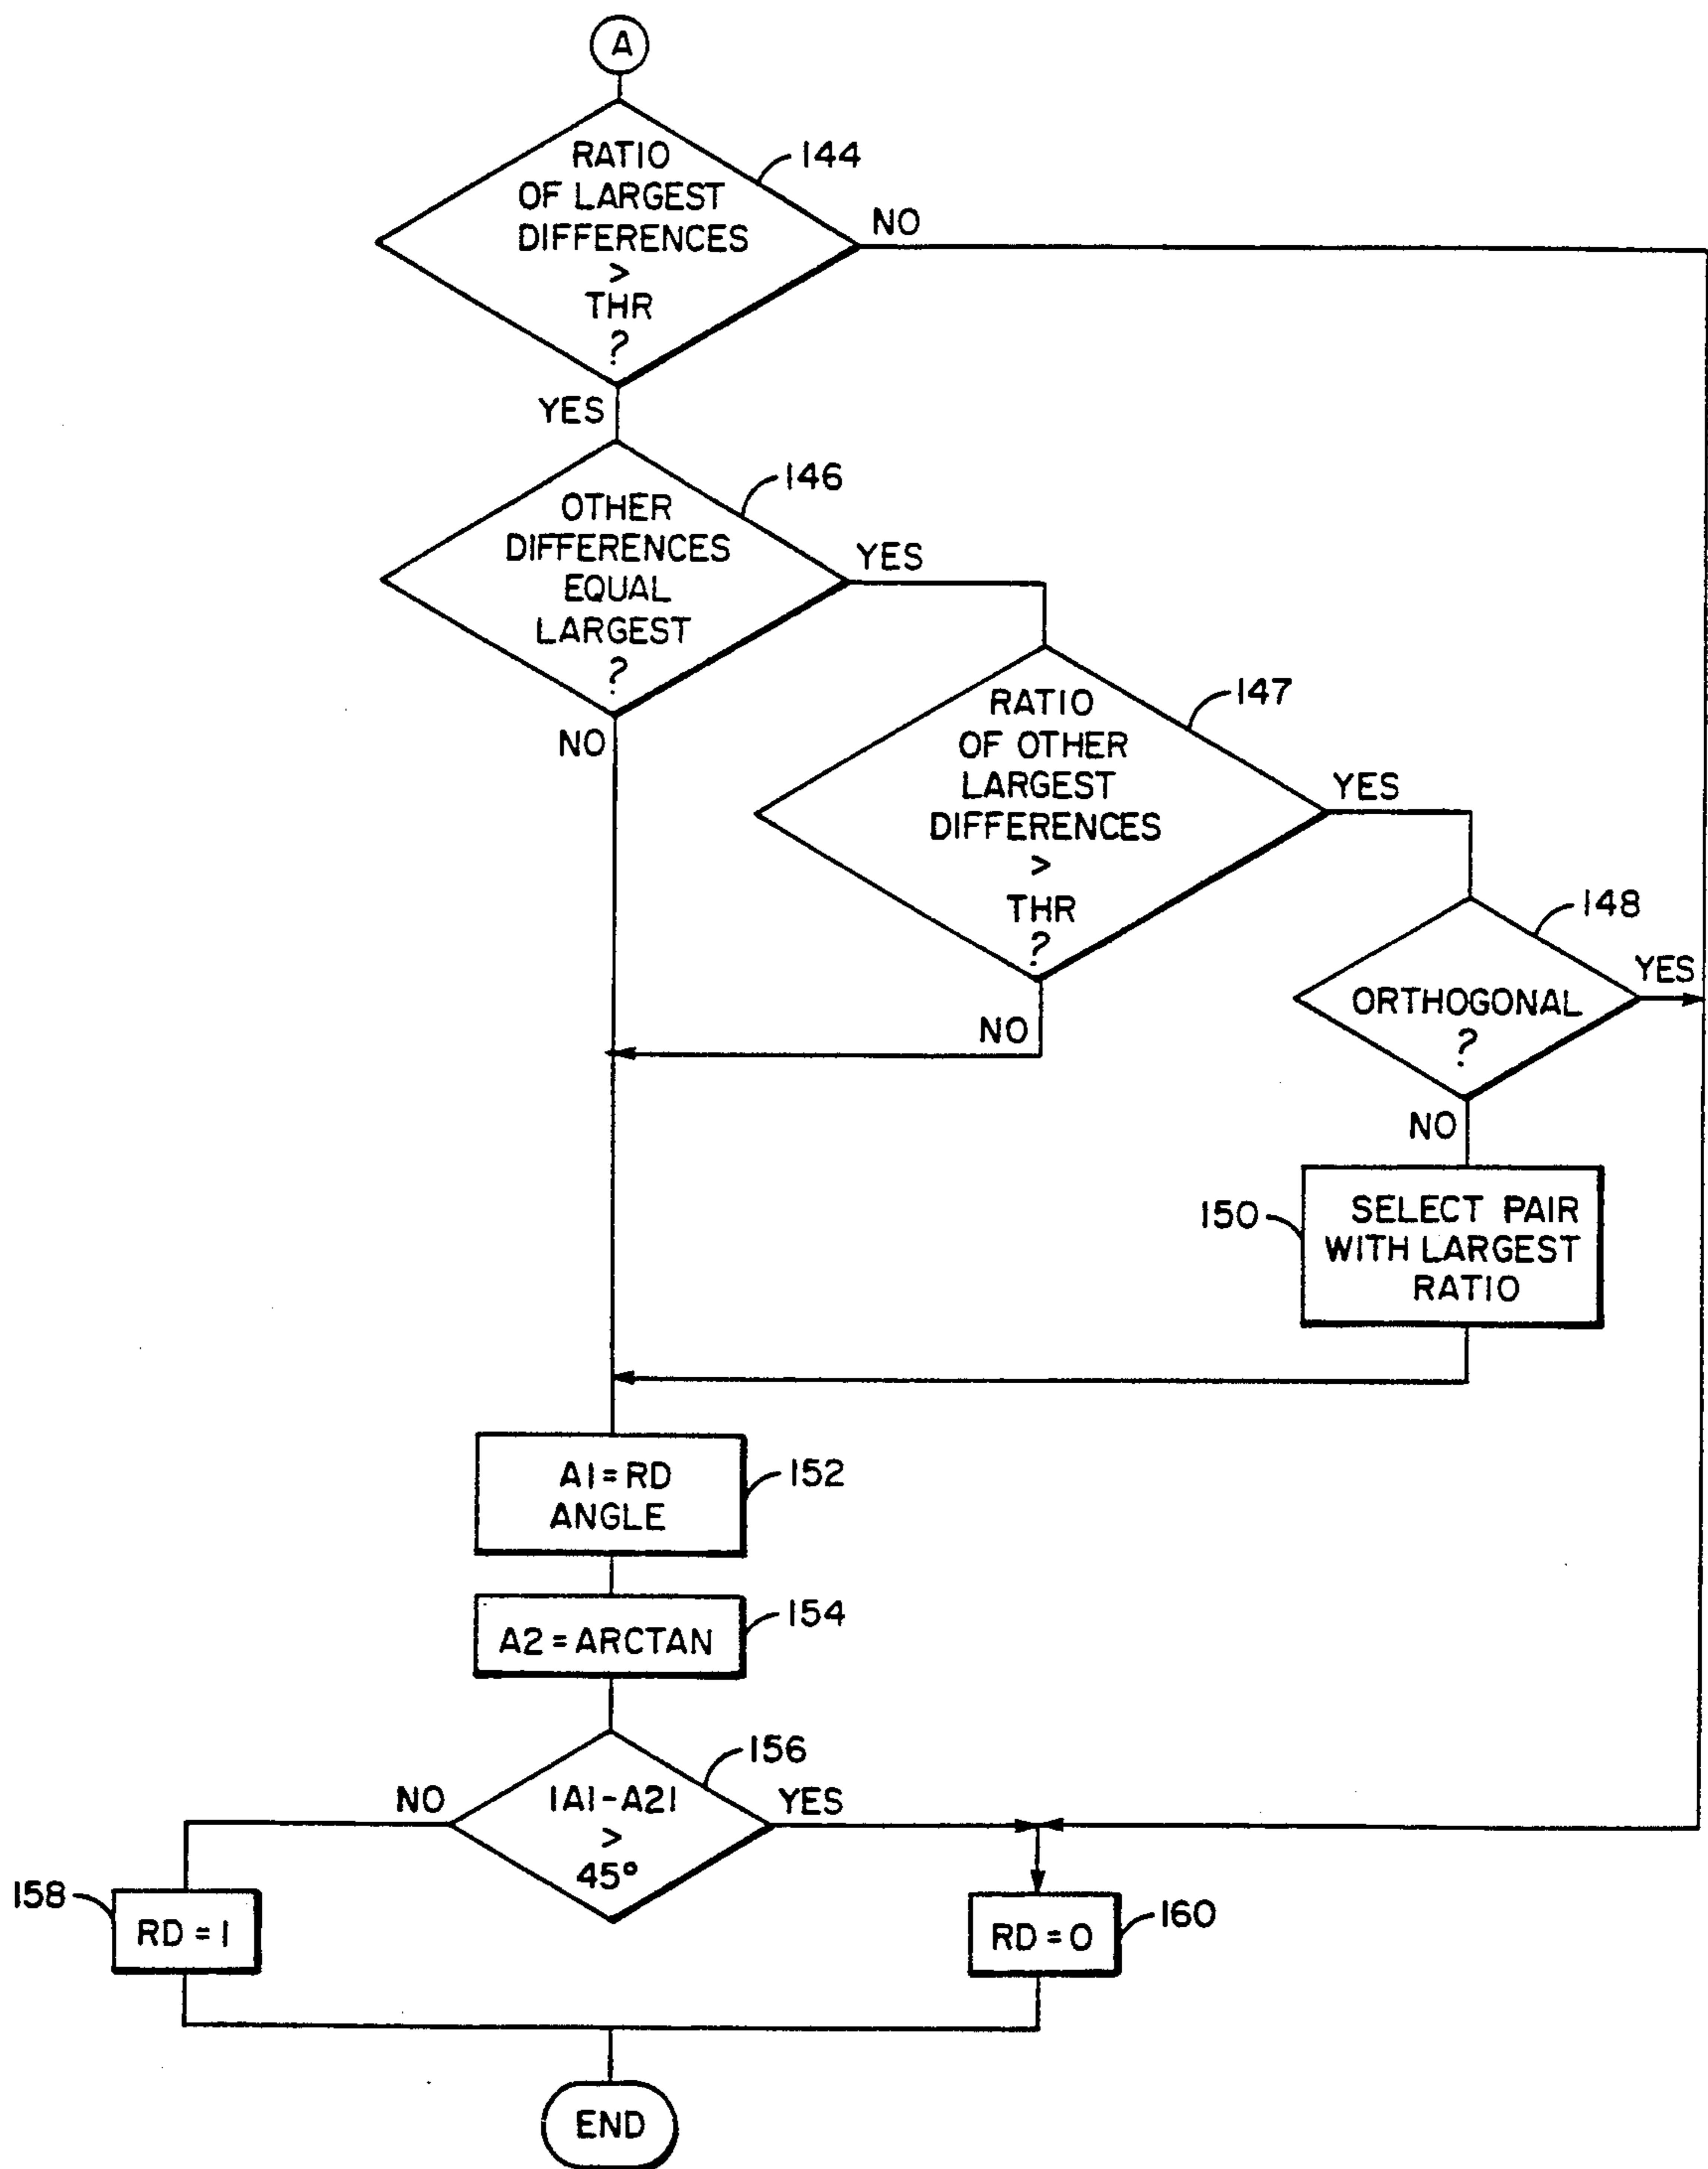 A
RATIO
OF LARGEST
DIFFERENCES
>
THR
?
144
NO
YES
OTHER
DIFFERENCES
EQUAL
LARGEST
?
146
YES
NO
RATIO
OF OTHER
LARGEST
DIFFERENCES
>
THR
?
147
YES
NO
ORTHOGONAL
?
148
YES
NO
150
SELECT PAIR
WITH LARGEST
RATIO
A1=RD
ANGLE
152
A2=ARCTAN
154
|A1-A2|
>
45°
156
NO
YES
158
RD=1
RD=0
160
END